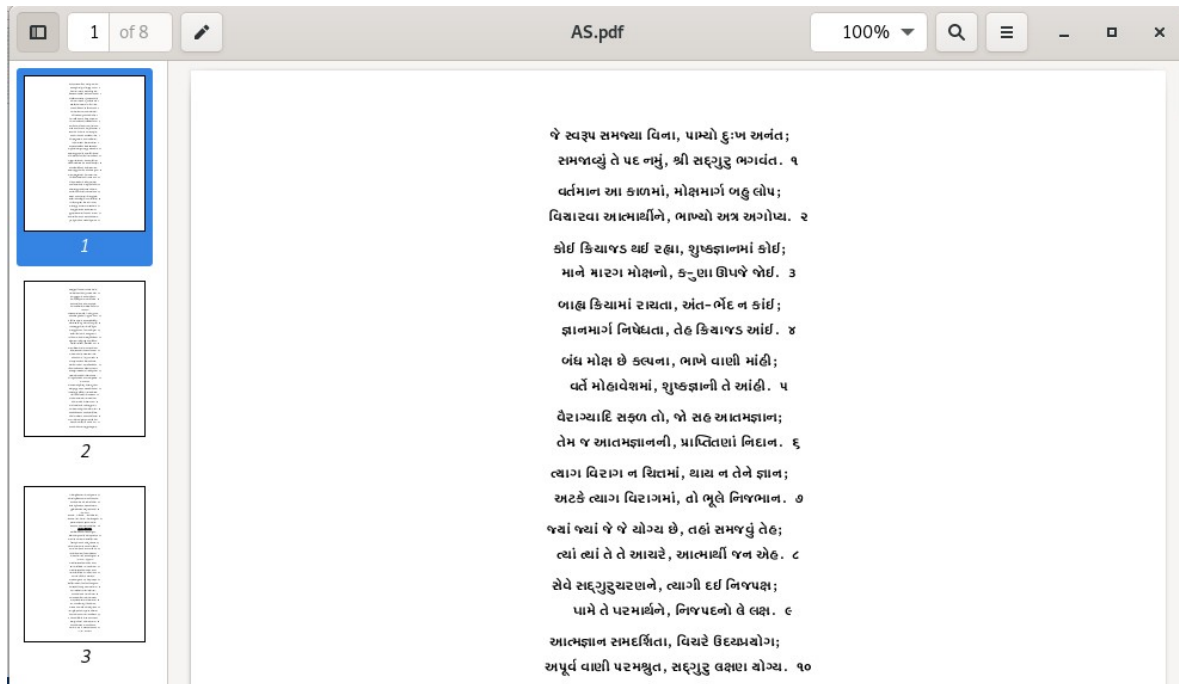 1 of 8
AS.pdf
100%
1
2
3
જે સ્વરૂપ સમજ્યા વિના, પામ્યો દુઃખ અનંત;
સમજાવ્યું તે પદ નમું, શ્રી સદ્ગુરુ ભગવંત. ૧
વર્તમાન આ કાળમાં, મોક્ષમાર્ગ બહુ લોપ;
વિચારવા આત્માર્થીને, ભાખ્યો અત્ર અગોપ્ય. ૨
કોઈ ક્રિયાજડ થઈ રહ્યા, શુષ્કજ્ઞાનમાં કોઈ;
માને મારગ મોક્ષનો, ઊપજે જોઈ. ૩
બાહ્ય ક્રિયામાં રાચતા, અંત-ર્ભેદ ન કાંઈ;
જ્ઞાનમાર્ગ નિષેધતા, તેહ ક્રિયાજડ આંઈ. ૪
બંધ મોક્ષ છે કલ્પના, ભાખે વાણી માંહી;
વર્તે મોહાવેશમાં, શુષ્કજ્ઞાની તે આંહી. ૫
વૈરાગ્યાદિ સફળ તો, જો સહ આતમજ્ઞાન;
તેમ જ આતમજ્ઞાનની, પ્રાપ્તિતણાં નિદાન. ૬
ત્યાગ વિરાગ ન ચિત્તમાં, થાય ન તેને જ્ઞાન;
અટકે ત્યાગ વિરાગમાં, તો ભૂલે નિજભાન. ૭
જ્યાં જ્યાં જે જે યોગ્ય છે, તહાં સમજવું તેહ;
ત્યાં ત્યાં તે તે આચરે, આત્માર્થી જન એહ. ૮
સેવે સદ્ગુરુચરણને, ત્યાગી દઈ નિજપક્ષ;
પામે તે પરમાર્થને, નિજપદનો લે લક્ષ. ૯
આત્મજ્ઞાન સમદર્શિતા, વિચરે ઉદયપ્રયોગ;
અપૂર્વ વાણી પરમશ્રુત, સદ્ગુરુ લક્ષણ યોગ્ય. ૧૦